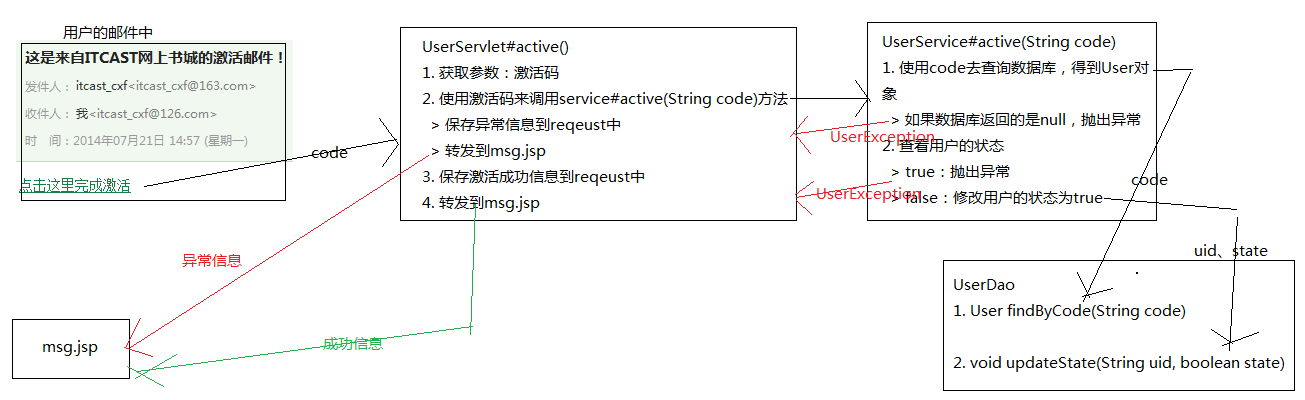 用户的邮件中
这是来自ITCAST网上书城的激活邮件！
发件人： itcast_cxf<itcast_cxf@163.com>
收件人： 我<itcast_cxf@126.com>
时 间：2014年07月21日 14:57 (星期一)
点击这里完成激活
code
UserServlet#active()
1. 获取参数：激活码
2. 使用激活码来调用service#active(String code)方法
> 保存异常信息到reqeust中
> 转发到msg.jsp
3. 保存激活成功信息到reqeust中
4. 转发到msg.jsp
UserService#active(String code)
1. 使用code去查询数据库，得到User对
象
> 如果数据库返回的是null，抛出异常
2. 查看用户的状态
> true：抛出异常
> false：修改用户的状态为true
UserException
UserException
code
uid、state
UserDao
1. User findByCode(String code)
2. void updateState(String uid, boolean state)
异常信息
成功信息
msg.jsp